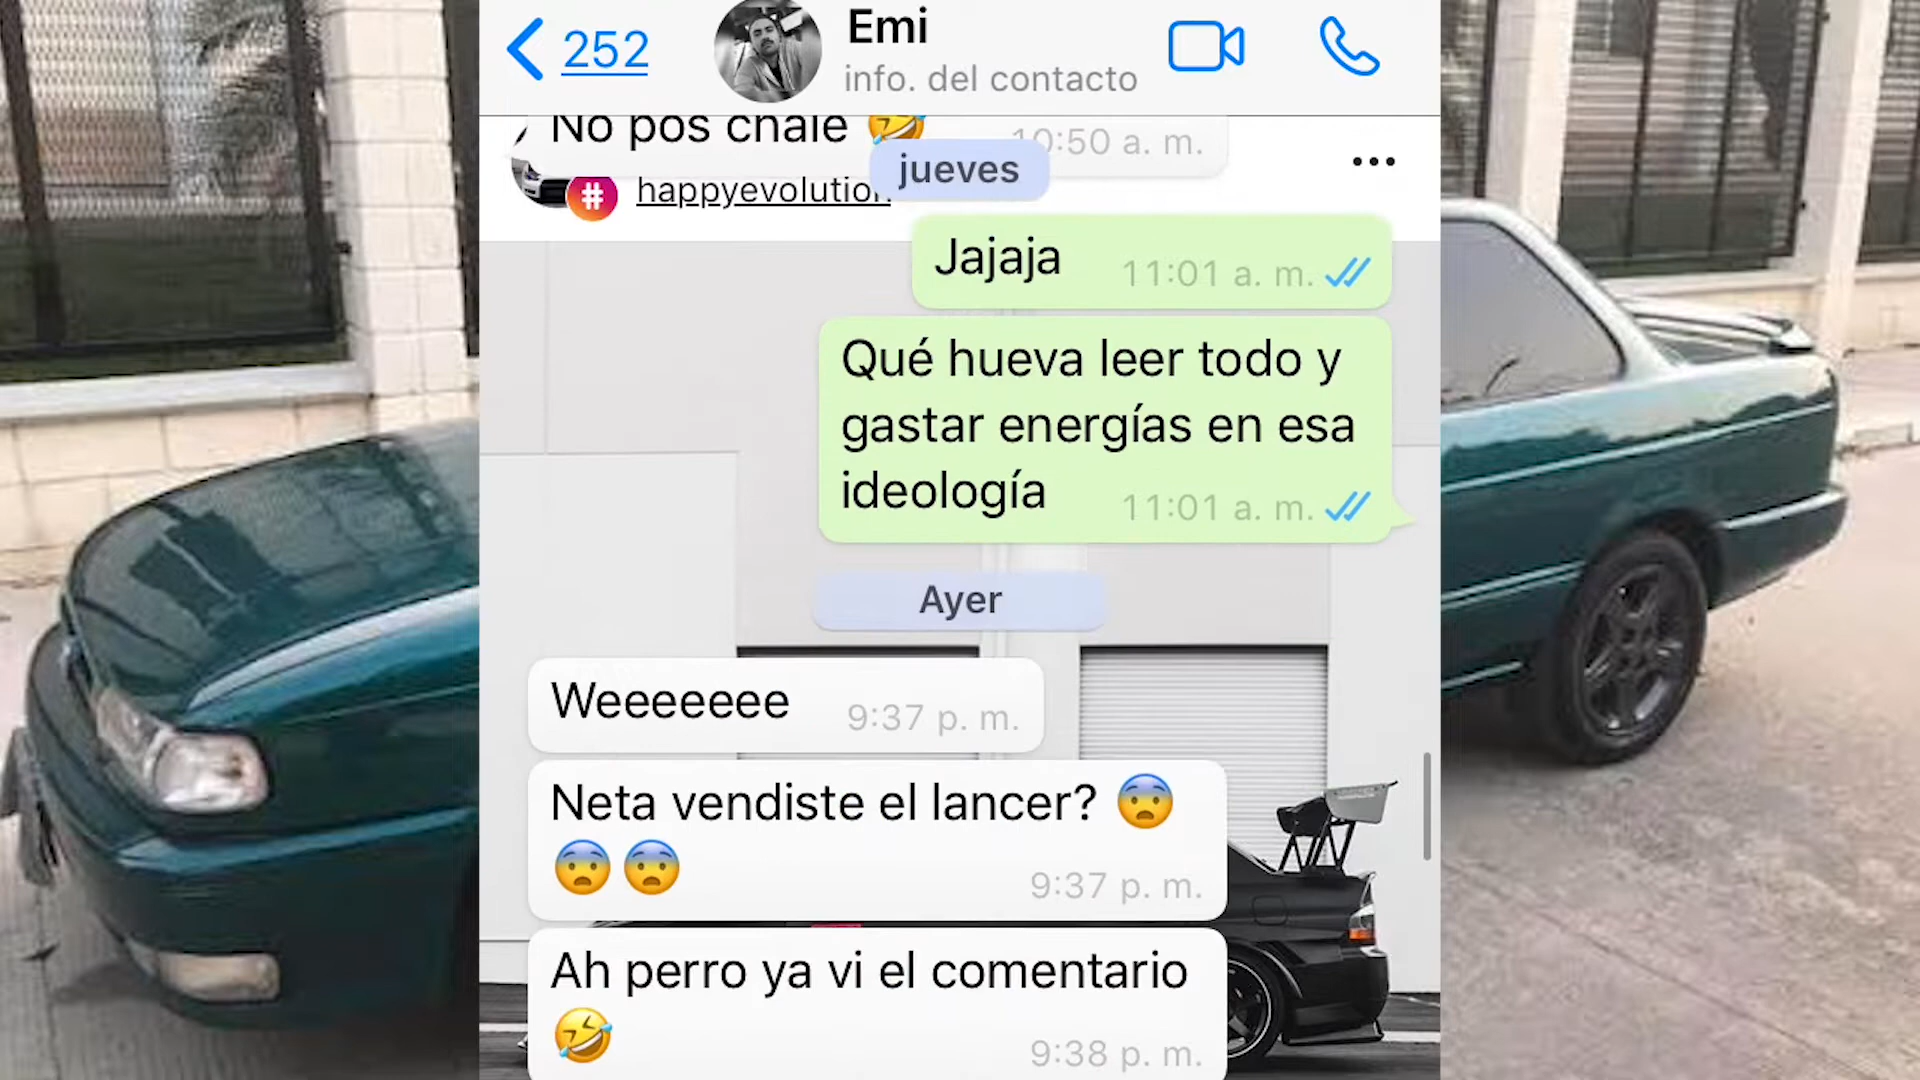 252
Emi
info. del contacto
No pos chale 🤣 10:50 a. m.
jueves
happyevolution
Jajaja 11:01 a. m.
Qué hueva leer todo y
gastar energías en esa
ideología 11:01 a. m.
Ayer
Weeeeeee 9:37 p. m.
Neta vendiste el lancer? 😨
😨 😨 9:37 p. m.
Ah perro ya vi el comentario
🤣 9:38 p. m.